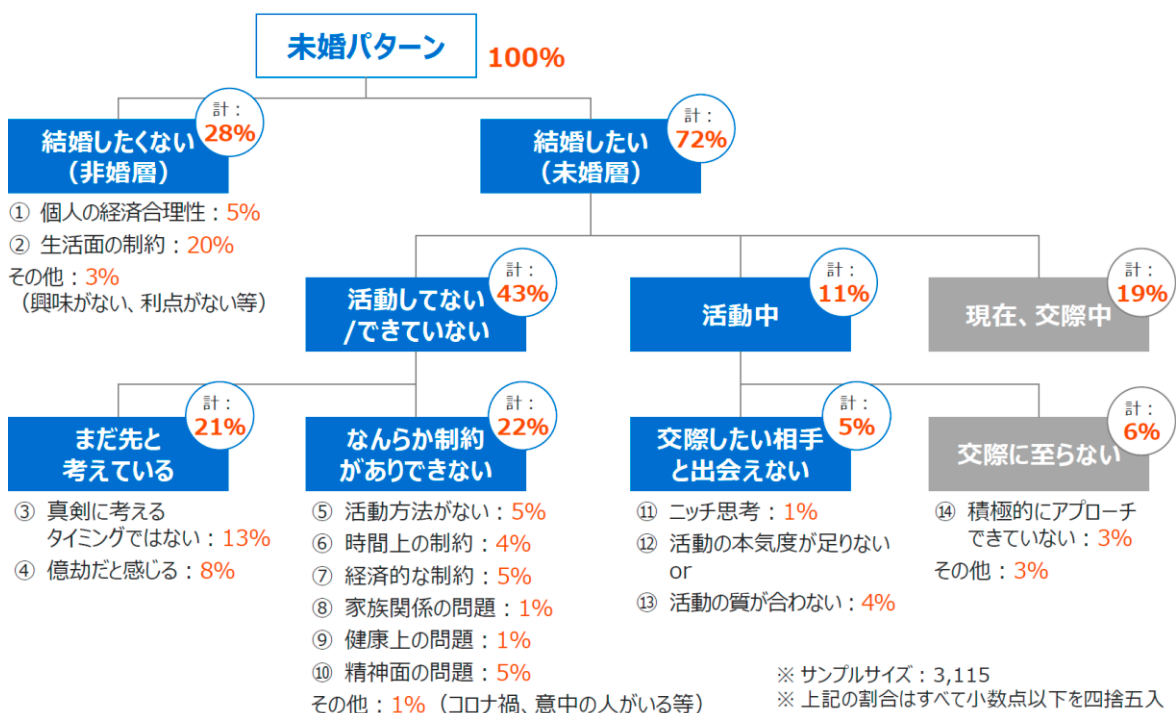 未婚パターン
100%
計：
28%
結婚したくない
（非婚層）
① 個人の経済合理性：5%
② 生活面の制約：20%
その他：3%
（興味がない、利点がない等）
計：
72%
結婚したい
（未婚層）
計：
43%
活動してない
/できていない
計：
11%
活動中
計：
19%
現在、交際中
計：
21%
まだ先と
考えている
③ 真剣に考える
タイミングではない：13%
④ 億劫だと感じる：8%
計：
22%
なんらか制約
がありできない
⑤ 活動方法がない：5%
⑥ 時間上の制約：4%
⑦ 経済的な制約：5%
⑧ 家族関係の問題：1%
⑨ 健康上の問題：1%
⑩ 精神面の問題：5%
その他：1%（コロナ禍、意中の人がいる等）
計：
5%
交際したい相手
と出会えない
⑪ ニッチ思考：1%
⑫ 活動の本気度が足りない
or
⑬ 活動の質が合わない：4%
計：
6%
交際に至らない
⑭ 積極的にアプローチ
できていない：3%
その他：3%
※ サンプルサイズ：3,115
※ 上記の割合はすべて小数点以下を四捨五入